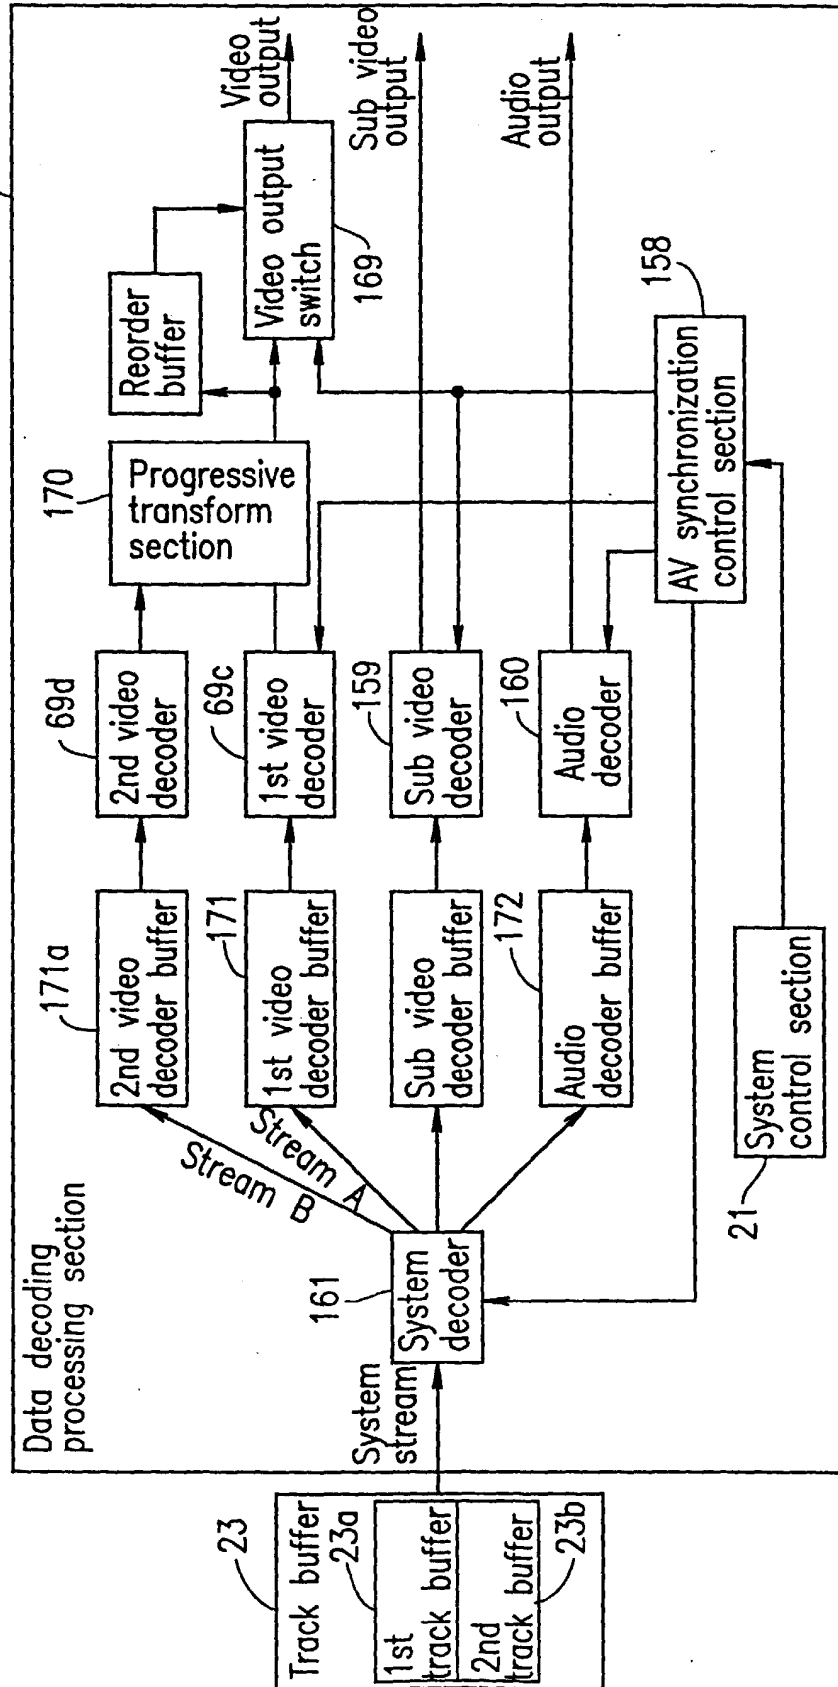 Data decoding
processing section
23
Track buffer
23a
1st
track buffer
2nd
track buffer
23b
System
stream
161
System
decoder
Stream B
Stream A
171a
2nd video
decoder buffer
171
1st video
decoder buffer
Sub video
decoder buffer
172
Audio
decoder buffer
69d
2nd video
decoder
69c
1st video
decoder
159
Sub video
decoder
160
Audio
decoder
170
Progressive
transform
section
Reorder
buffer
Video output
switch
169
Video
output
Sub video
output
Audio
output
158
AV synchronization
control section
21
System
control section